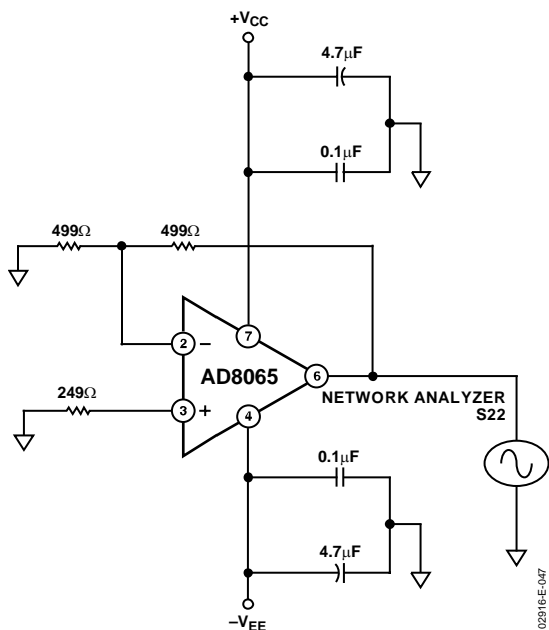 +VCC
4.7µF
0.1µF
499Ω
499Ω
7
2
–
AD8065
6
249Ω
3
+
4
NETWORK ANALYZER
S22
0.1µF
4.7µF
–VEE
02916-E-047